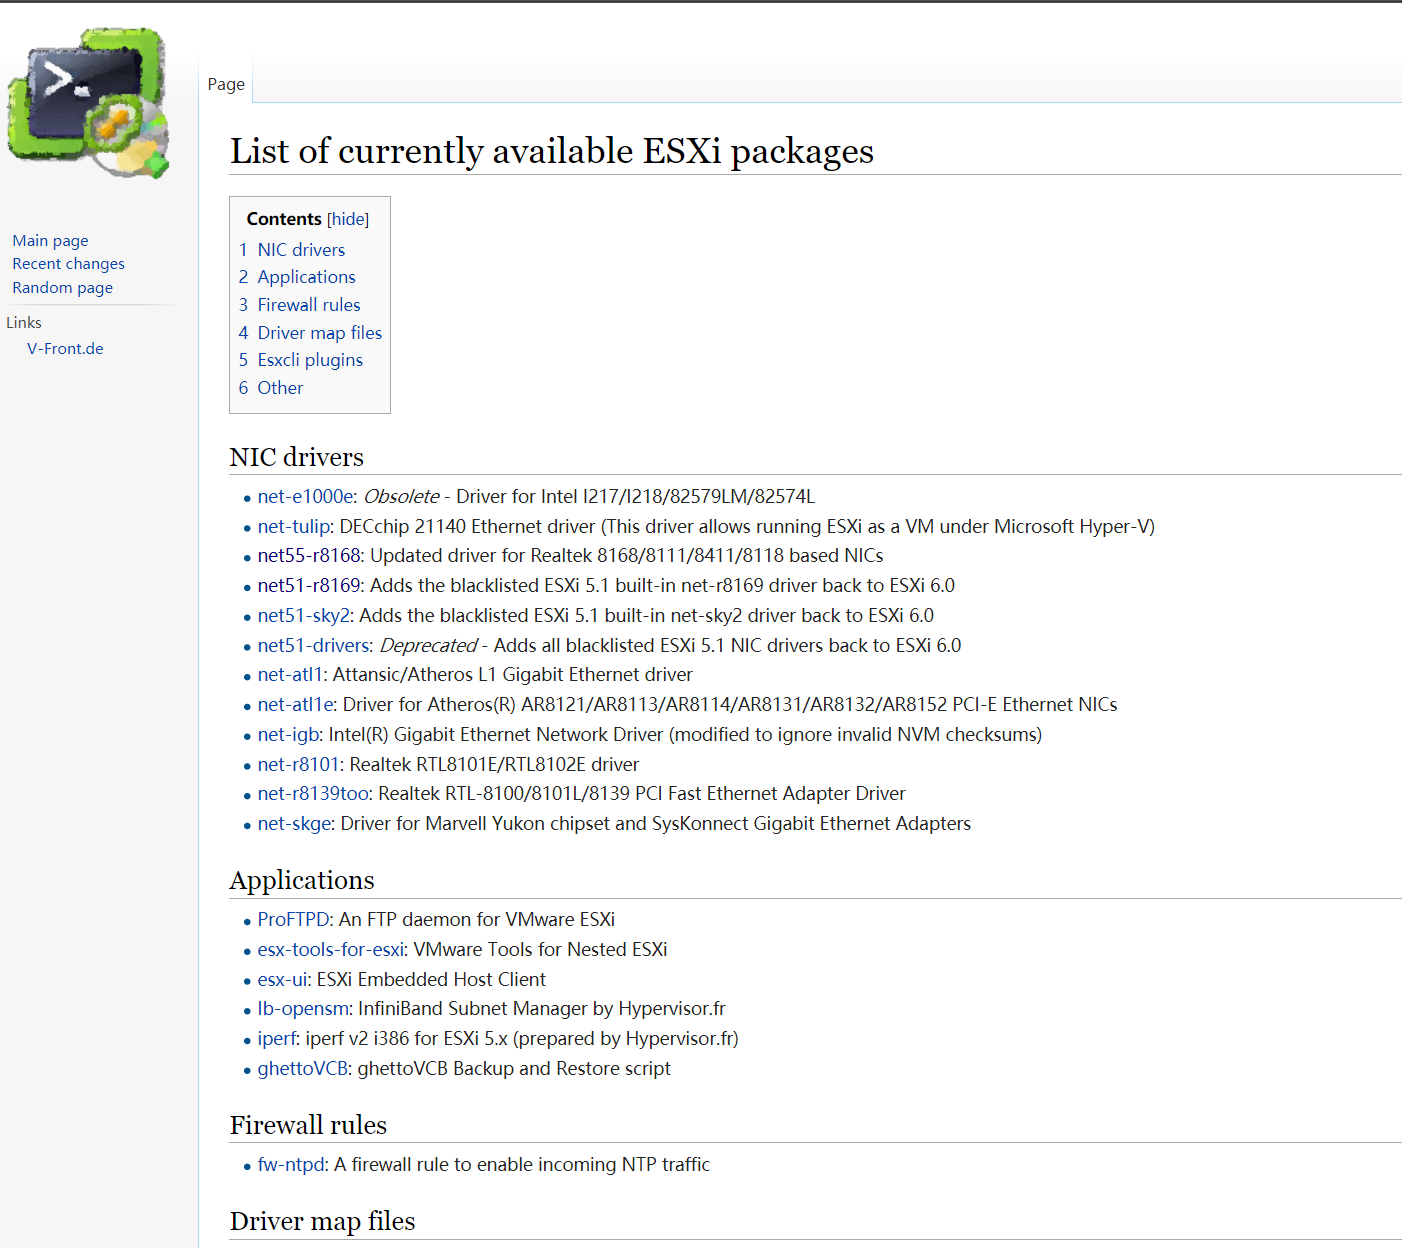 Page
List of currently available ESXi packages
Contents [hide]
1 NIC drivers
2 Applications
3 Firewall rules
4 Driver map files
5 Esxcli plugins
6 Other
Main page
Recent changes
Random page
Links
V-Front.de
NIC drivers
net-e1000e: Obsolete - Driver for Intel I217/I218/82579LM/82574L
net-tulip: DECchip 21140 Ethernet driver (This driver allows running ESXi as a VM under Microsoft Hyper-V)
net55-r8168: Updated driver for Realtek 8168/8111/8411/8118 based NICs
net51-r8169: Adds the blacklisted ESXi 5.1 built-in net-r8169 driver back to ESXi 6.0
net51-sky2: Adds the blacklisted ESXi 5.1 built-in net-sky2 driver back to ESXi 6.0
net51-drivers: Deprecated - Adds all blacklisted ESXi 5.1 NIC drivers back to ESXi 6.0
net-atl1: Attansic/Atheros L1 Gigabit Ethernet driver
net-atl1e: Driver for Atheros(R) AR8121/AR8113/AR8114/AR8131/AR8132/AR8152 PCI-E Ethernet NICs
net-igb: Intel(R) Gigabit Ethernet Network Driver (modified to ignore invalid NVM checksums)
net-r8101: Realtek RTL8101E/RTL8102E driver
net-r8139too: Realtek RTL-8100/8101L/8139 PCI Fast Ethernet Adapter Driver
net-skge: Driver for Marvell Yukon chipset and SysKonnect Gigabit Ethernet Adapters
Applications
ProFTPD: An FTP daemon for VMware ESXi
esx-tools-for-esxi: VMware Tools for Nested ESXi
esx-ui: ESXi Embedded Host Client
Ib-opensm: InfiniBand Subnet Manager by Hypervisor.fr
iperf: iperf v2 i386 for ESXi 5.x (prepared by Hypervisor.fr)
ghettoVCB: ghettoVCB Backup and Restore script
Firewall rules
fw-ntpd: A firewall rule to enable incoming NTP traffic
Driver map files